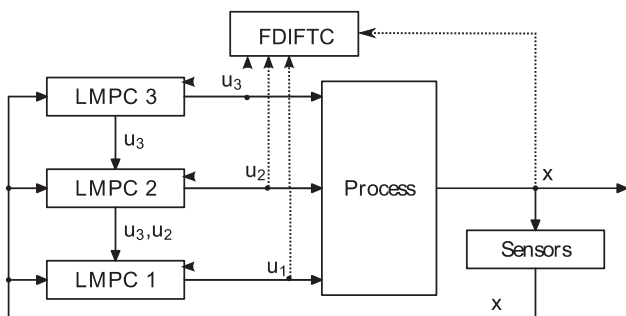 FDIFTC
LMPC 3
u3
u3
LMPC 2
u2
Process
x
u3,u2
Sensors
LMPC 1
u1
x